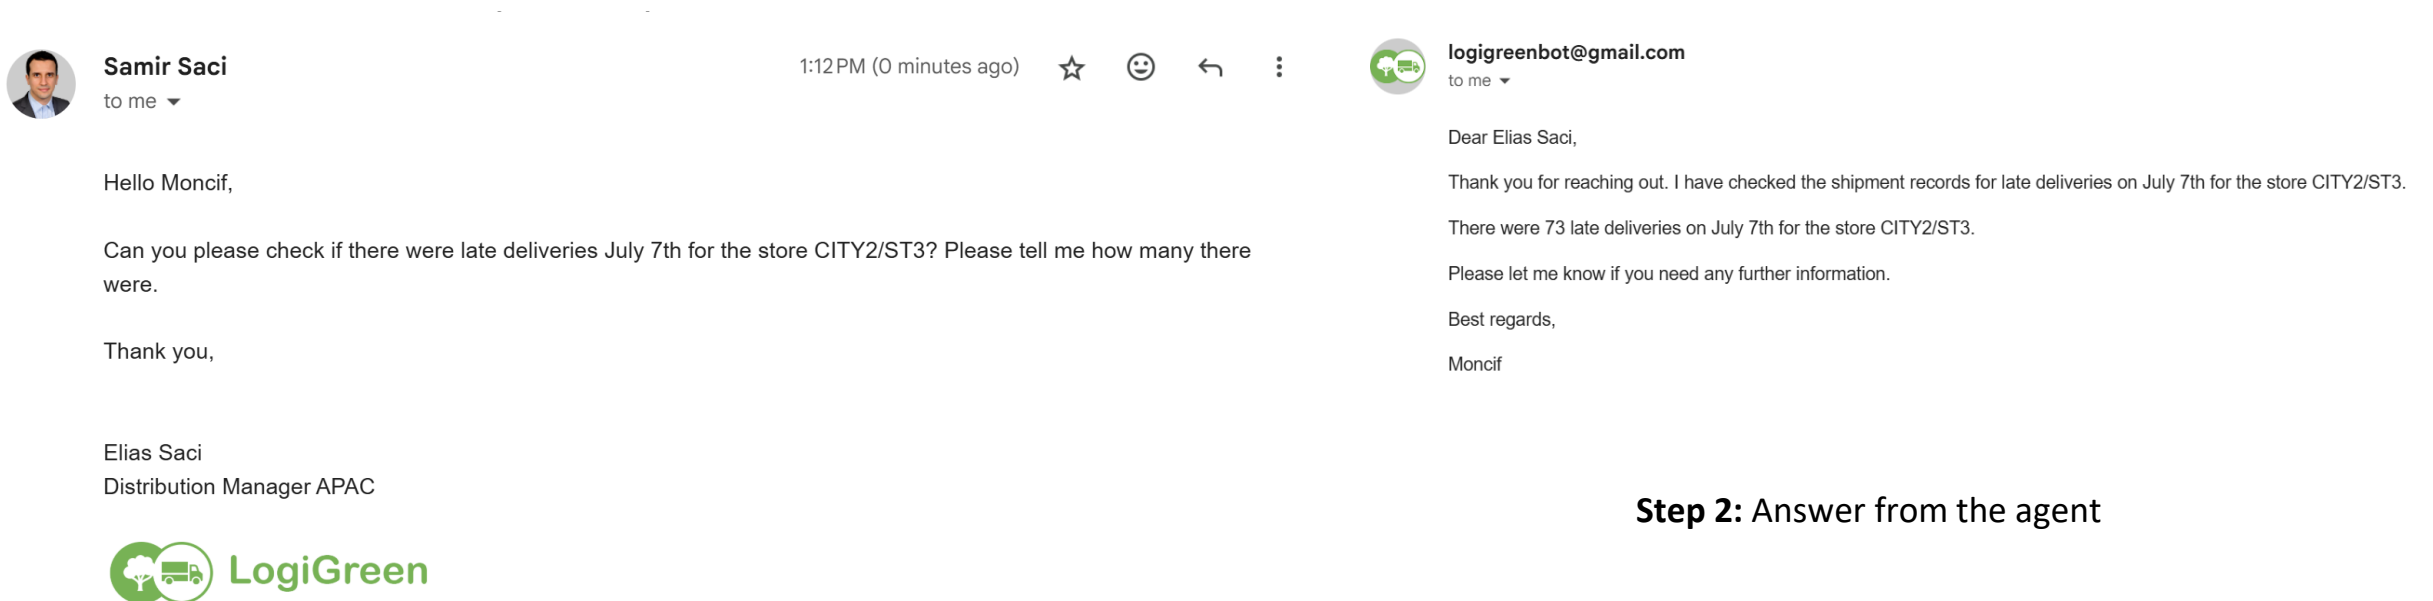 Samir Saci
1:12 PM (0 minutes ago)
to me
Hello Moncif,
Can you please check if there were late deliveries July 7th for the store CITY2/ST3? Please tell me how many there
were.
Thank you,
Elias Saci
Distribution Manager APAC
LogiGreen
logigreenbot@gmail.com
to me
Dear Elias Saci,
Thank you for reaching out. I have checked the shipment records for late deliveries on July 7th for the store CITY2/ST3.
There were 73 late deliveries on July 7th for the store CITY2/ST3.
Please let me know if you need any further information.
Best regards,
Moncif
Step 2: Answer from the agent